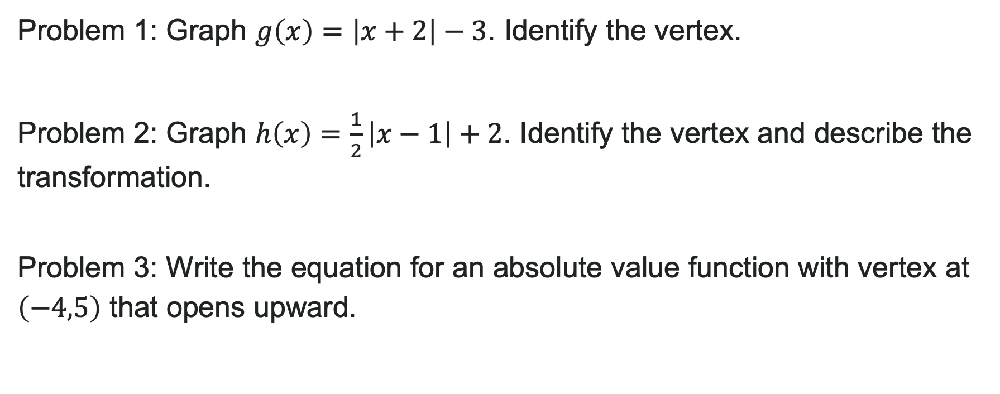 Problem 1: Graph g(x) = |x + 2| − 3. Identify the vertex.
Problem 2: Graph h(x) = ½|x − 1| + 2. Identify the vertex and describe the
transformation.
Problem 3: Write the equation for an absolute value function with vertex at
(−4,5) that opens upward.